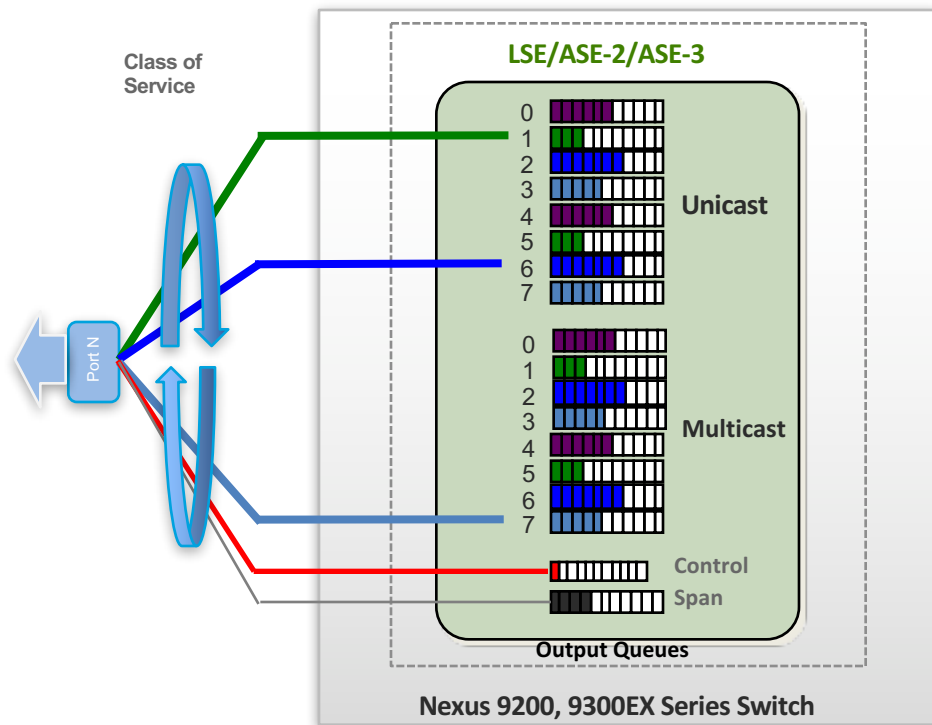 Class of
Service
LSE/ASE-2/ASE-3
0
1
2
3
4
5
6
7
Unicast
0
1
2
3
4
5
6
7
Multicast
Port N
Control
Span
Output Queues
Nexus 9200, 9300EX Series Switch